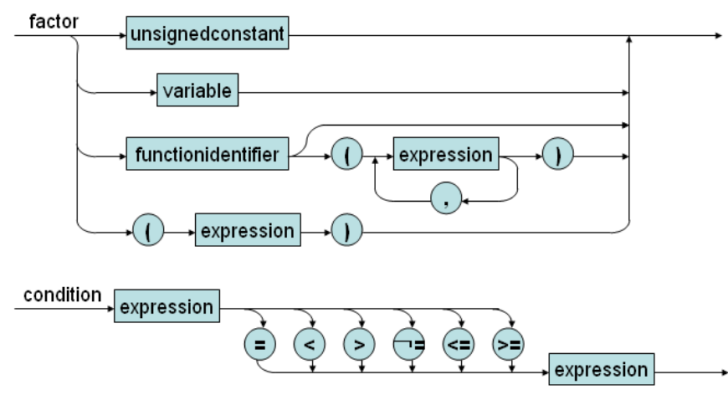 factor
unsignedconstant
variable
functionidentifier ( expression )
,
( expression )
condition
expression
= < > ¬= <= >=
expression